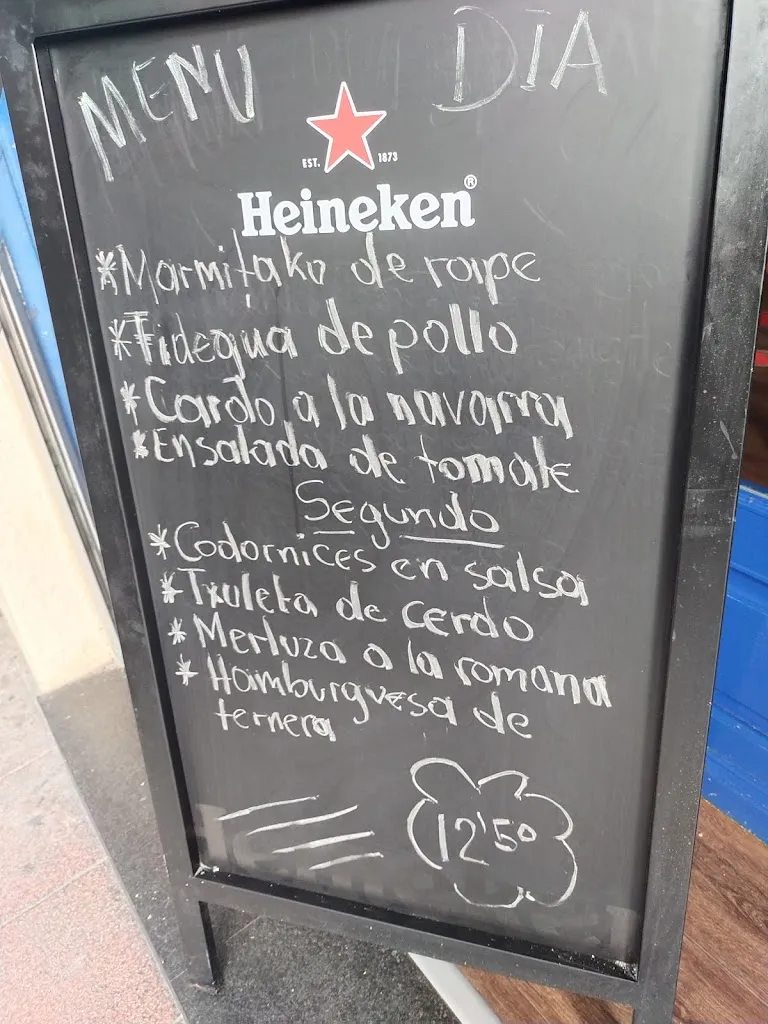 MENU DIA
EST. 1873
Heineken®
*Marmitako de rape
*Fidegua de pollo
*Cardo a la navarra
*Ensalada de tomate
Segundo
*Codornices en salsa
*Txuleta de cerdo
*Merluza a la romana
*Hamburguesa de
ternera
12'50